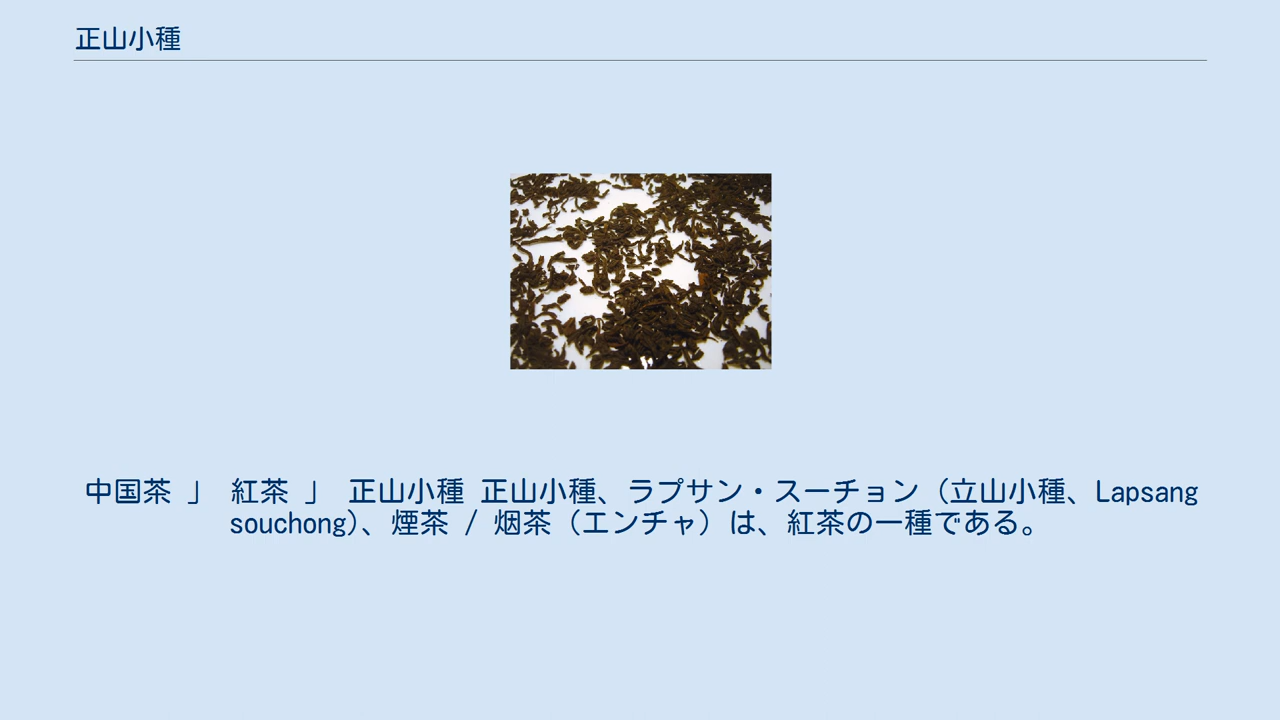 正山小種
中国茶 」 紅茶 」 正山小種 正山小種、ラプサン・スーチョン（立山小種、Lapsang
souchong)、煙茶 / 烟茶（エンチャ）は、紅茶の一種である。